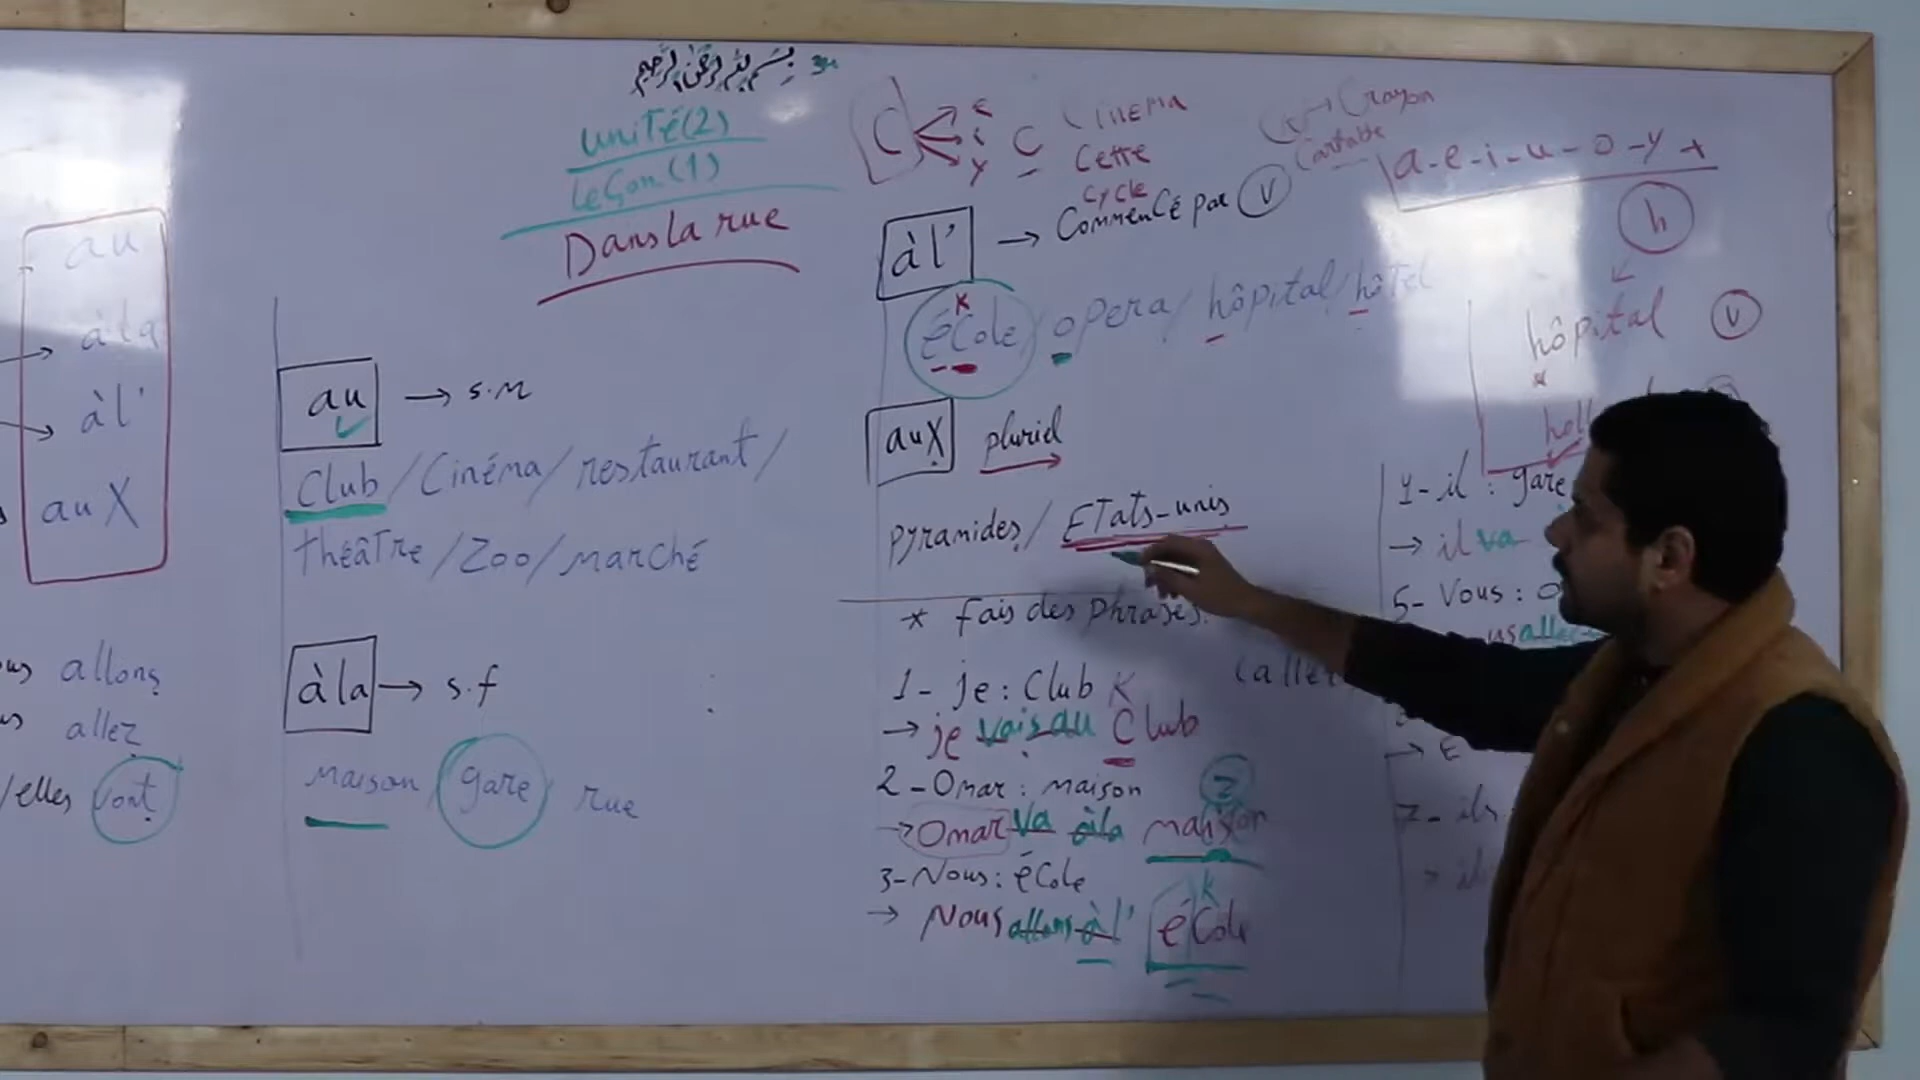 بسم الله الرحمن الرحيم
unité(2)
leçon(1)
Dans la rue
au
à la
à l'
auX
allons
allez
/elles vont
au → s.m
Club / Cinéma / restaurant /
théâtre / Zoo / marché
à la → s.f
maison / gare rue
C e C Cinema
i Cette
y Cycle
Crayon
Cartable
a-e-i-u-o-y
h
à l' → Commencé par V
K
école / opera / hôpital / hôtel
hôpital V
auX pluriel
pyramides / ETats-unis
* Fais des phrases.
(aller
1- je : Club K
→ je vais au Club
2- Omar : maison Z
→ Omar va à la maison
3- Nous : école K
→ Nous allons à l' école
4- il : gare
→ il va
5- Vous :
7- ils